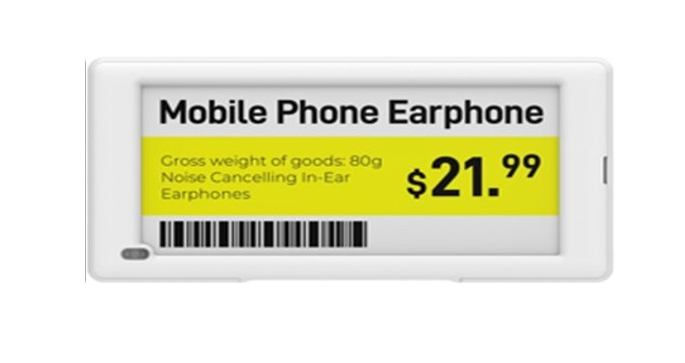 Mobile Phone Earphone
Gross weight of goods: 80g
Noise Cancelling In-Ear
Earphones
$21.99